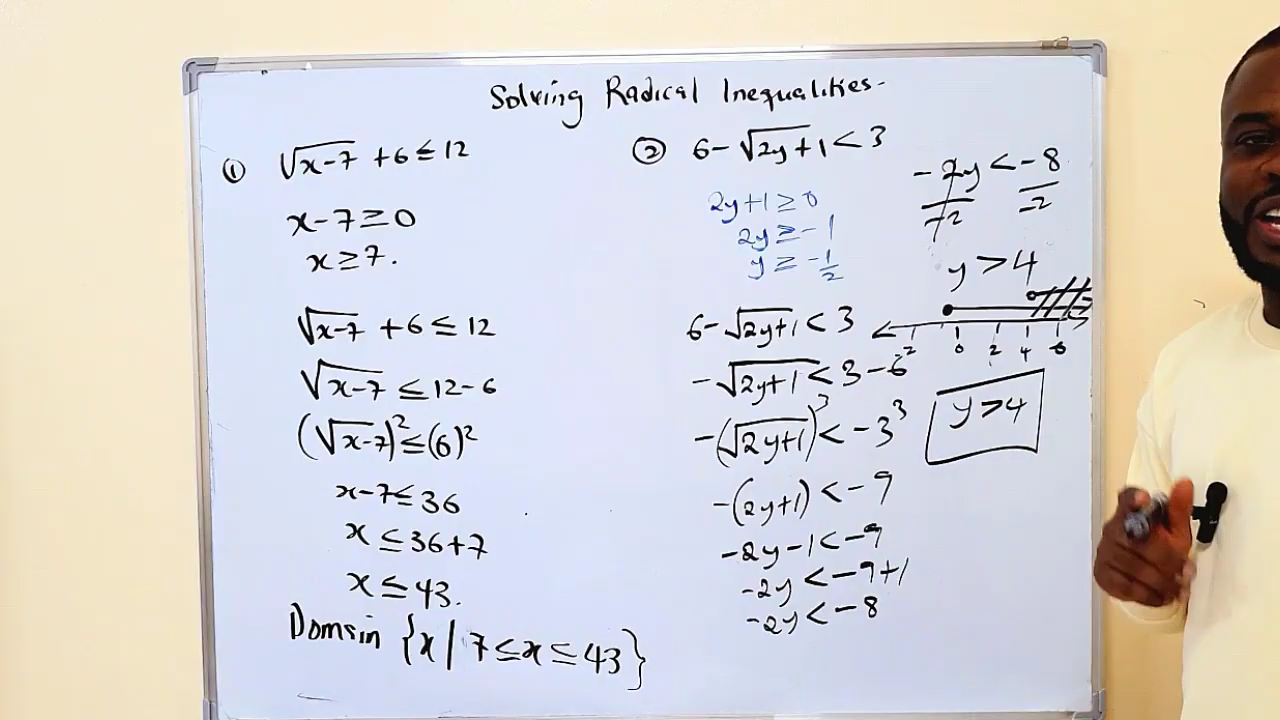 Solving Radical Inequalities-
① √x-7 +6 ≤ 12
x-7 ≥ 0
x ≥ 7.
√x-7 +6 ≤ 12
√x-7 ≤ 12-6
(√x-7)² ≤ (6)²
x-7 ≤ 36
x ≤ 36+7
x ≤ 43.
Domain {x | 7 ≤ x ≤ 43}
② 6-√2y+1 < 3
2y+1 ≥ 0
2y ≥ -1
y ≥ -1/2
6-√2y+1 < 3
-√2y+1 < 3-6
-(√2y+1)³ < -3³
-(2y+1) < -9
-2y-1 < -9
-2y < -9+1
-2y < -8
-2y < -8
-2 -2
y > 4
-2 0 2 4 6
y > 4